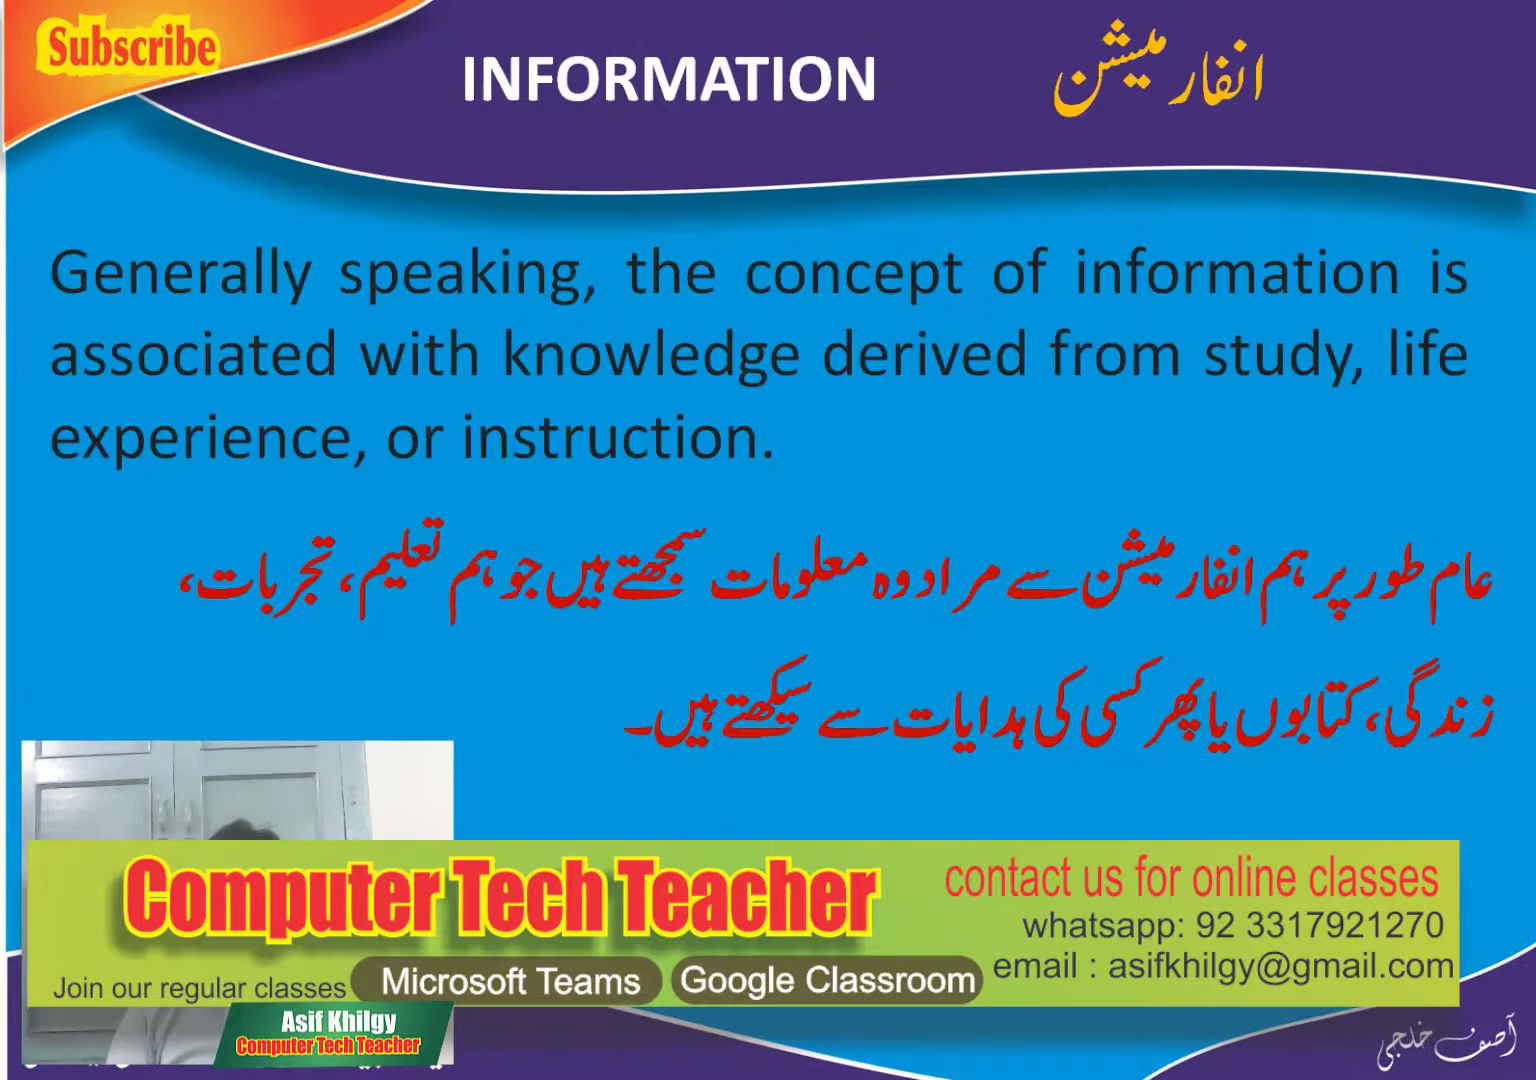 Subscribe
INFORMATION
انفارمیشن
Generally speaking, the concept of information is
associated with knowledge derived from study, life
experience, or instruction.
عام طور پر ہم انفارمیشن سے مراد وہ معلومات سمجھتے ہیں جو ہم تعلیم، تجربات،
زندگی، کتابوں یا پھر کسی کی ہدایات سے سیکھتے ہیں۔
Computer Tech Teacher
contact us for online classes
whatsapp: 92 3317921270
email : asifkhilgy@gmail.com
Join our regular classes
Microsoft Teams
Google Classroom
Asif Khilgy
Computer Tech Teacher
آصف خلجی